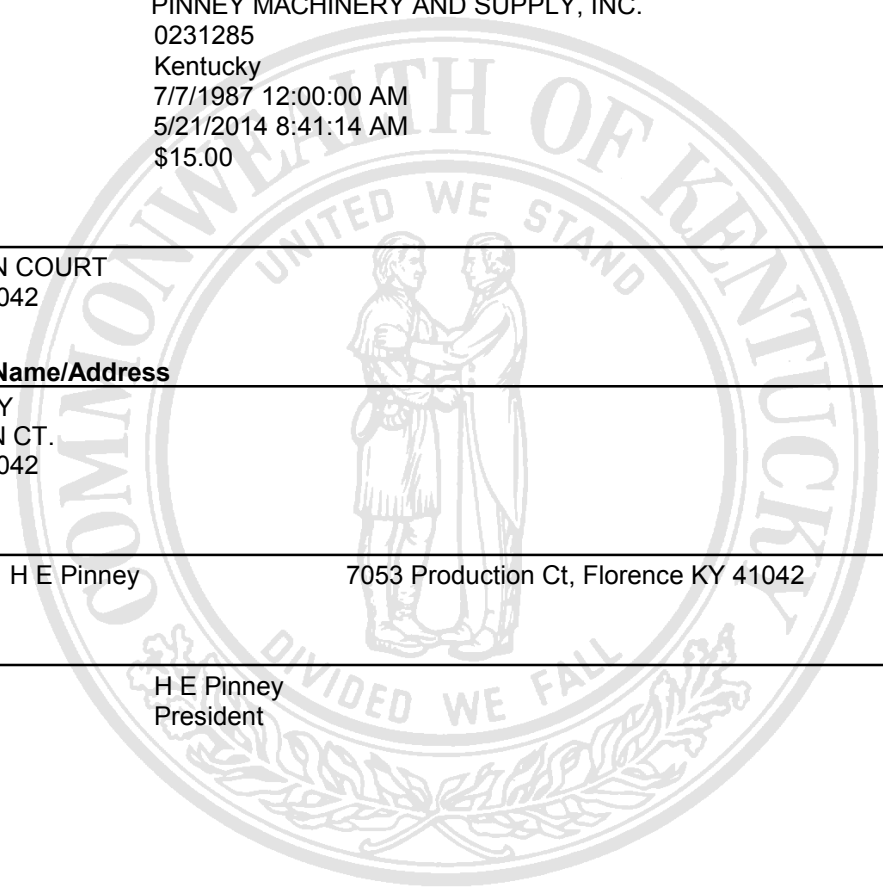 PINNEY MACHINERY AND SUPPLY, INC.
0231285
Kentucky
7/7/1987 12:00:00 AM
5/21/2014 8:41:14 AM
$15.00
N COURT
042
Name/Address
Y
N CT.
042
H E Pinney 7053 Production Ct, Florence KY 41042
H E Pinney
President
COMMONWEALTH OF KENTUCKY
UNITED WE STAND
DIVIDED WE FALL